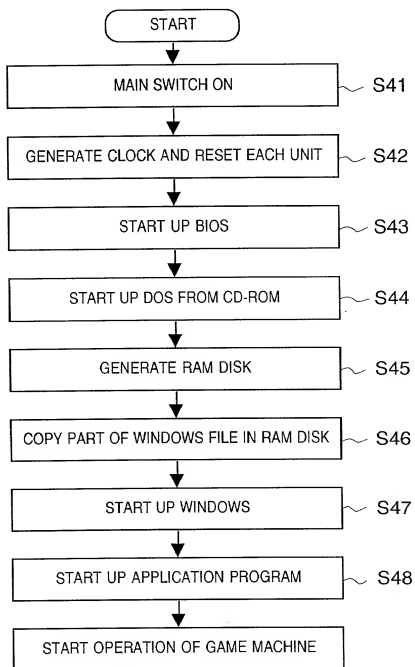 START
MAIN SWITCH ON
S41
GENERATE CLOCK AND RESET EACH UNIT
S42
START UP BIOS
S43
START UP DOS FROM CD-ROM
S44
GENERATE RAM DISK
S45
COPY PART OF WINDOWS FILE IN RAM DISK
S46
START UP WINDOWS
S47
START UP APPLICATION PROGRAM
S48
START OPERATION OF GAME MACHINE